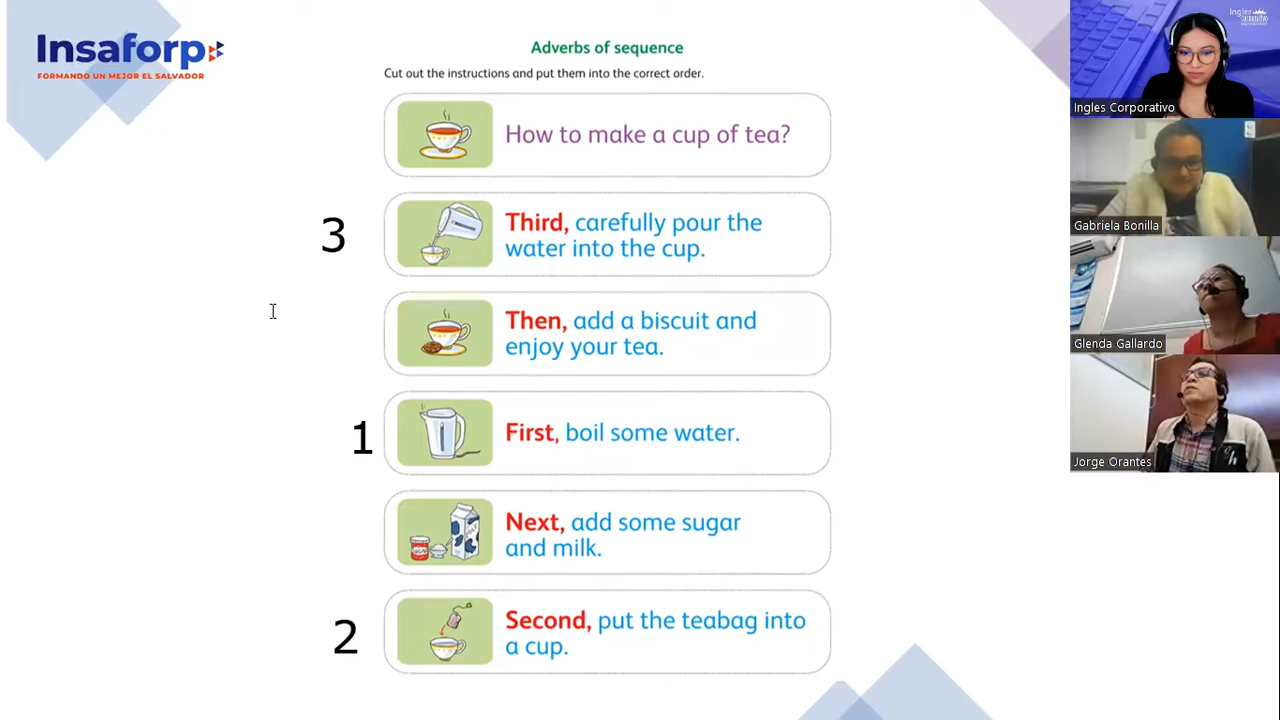 Insaforp
FORMANDO UN MEJOR EL SALVADOR
Adverbs of sequence
Cut out the instructions and put them into the correct order.
How to make a cup of tea?
3
Third, carefully pour the
water into the cup.
Then, add a biscuit and
enjoy your tea.
1
First, boil some water.
Next, add some sugar
and milk.
2
Second, put the teabag into
a cup.
Ingles
Corporativo
Ingles Corporativo
Gabriela Bonilla
Glenda Gallardo
Jorge Orantes